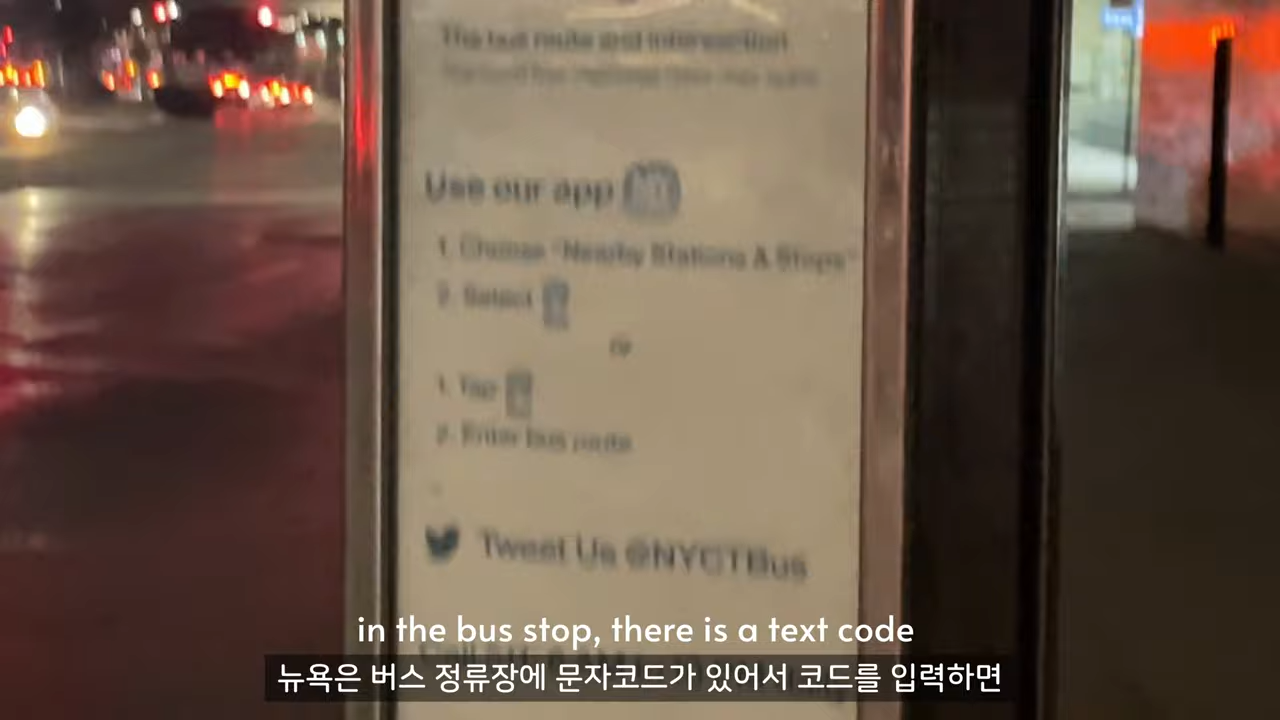 The bus route and intersection
Use our app
1. Choose "Nearby Stations & Stops"
2. Select
or
1. Tap
2. Enter bus route
Tweet Us @NYCTBus
in the bus stop, there is a text code
뉴욕은 버스 정류장에 문자코드가 있어서 코드를 입력하면